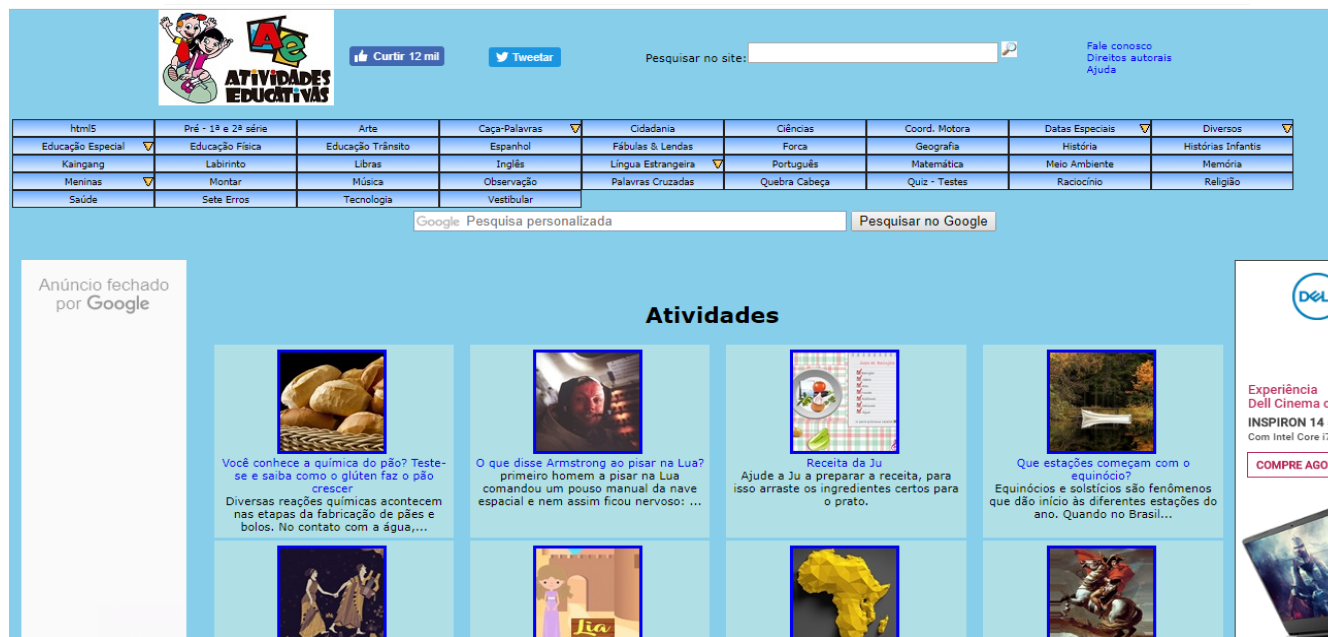 Ae
ATIVIDADES
EDUCATIVAS
Curtir 12 mil
Tweetar
Pesquisar no site:
Fale conosco
Direitos autorais
Ajuda
html5 Pré - 1ª e 2ª série Arte Caça-Palavras Cidadania Ciências Coord. Motora Datas Especiais Diversos
Educação Especial Educação Física Educação Trânsito Espanhol Fábulas & Lendas Forca Geografia História Histórias Infantis
Kaingang Labirinto Libras Inglês Língua Estrangeira Português Matemática Meio Ambiente Memória
Meninas Montar Música Observação Palavras Cruzadas Quebra Cabeça Quiz - Testes Raciocínio Religião
Saúde Sete Erros Tecnologia Vestibular
Google Pesquisa personalizada Pesquisar no Google
Anúncio fechado
por Google
Atividades
Você conhece a química do pão? Teste-
se e saiba como o glúten faz o pão
crescer
Diversas reações químicas acontecem
nas etapas da fabricação de pães e
bolos. No contato com a água,...
O que disse Armstrong ao pisar na Lua?
primeiro homem a pisar na Lua
comandou um pouso manual da nave
espacial e nem assim ficou nervoso: ...
Receita da Ju
Ajude a Ju a preparar a receita, para
isso arraste os ingredientes certos para
o prato.
Que estações começam com o
equinócio?
Equinócios e solstícios são fenômenos
que dão início às diferentes estações do
ano. Quando no Brasil...
Lia
DELL
Experiência
Dell Cinema
INSPIRON 14
Com Intel Core i7
COMPRE AGO